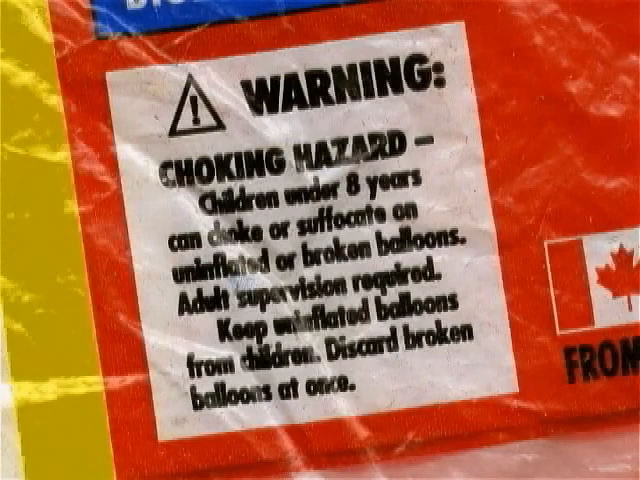 WARNING:
CHOKING HAZARD –
Children under 8 years
can choke or suffocate on
uninflated or broken balloons.
Adult supervision required.
Keep uninflated balloons
from children. Discard broken
balloons at once.
FROM